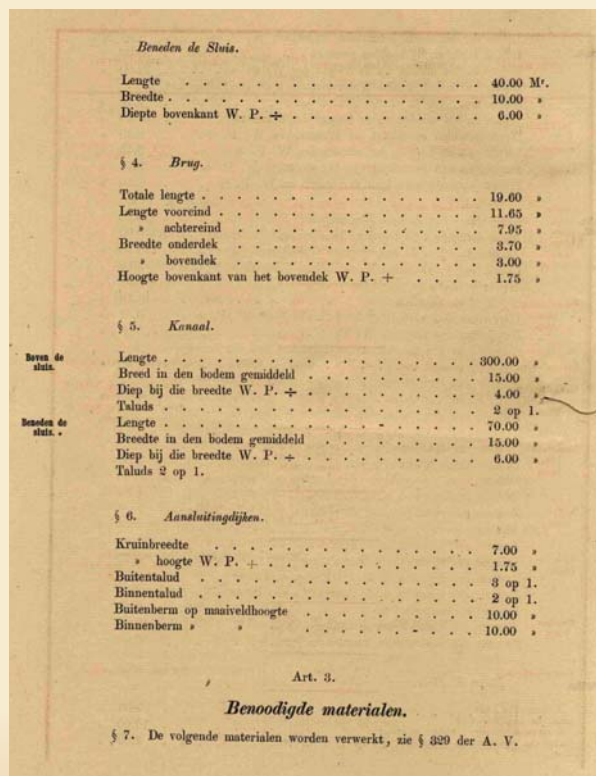 Beneden de Sluis.
Lengte . . . . . . . . . . . . . . . . 40.00 Mr.
Breedte . . . . . . . . . . . . . . . . 10.00 »
Diepte bovenkant W. P. ÷ . . . . . . . . . . 6.00 »
§ 4. Brug.
Totale lengte . . . . . . . . . . . . . . 19.60 »
Lengte vooreind . . . . . . . . . . . . . 11.65 »
» achtereind . . . . . . . . . . . . . 7.95 »
Breedte onderdek . . . . . . . . . . . . 3.70 »
» bovendek . . . . . . . . . . . . . 3.00 »
Hoogte bovenkant van het bovendek W. P. + . . . . 1.75 »
§ 5. Kanaal.
Boven de
sluis.
Lengte . . . . . . . . . . . . . . . . 300.00 »
Breed in den bodem gemiddeld . . . . . . . . . 15.00 »
Diep bij die breedte W. P. ÷ . . . . . . . . . 4.00 »
Taluds . . . . . . . . . . . . . . . . 2 op 1.
Beneden de
sluis.
Lengte . . . . . . . . . . . . . . . . 70.00 »
Breedte in den bodem gemiddeld . . . . . . . . 15.00 »
Diep bij die breedte W. P. ÷ . . . . . . . . . 6.00 »
Taluds 2 op 1.
§ 6. Aansluitingdijken.
Kruinbreedte . . . . . . . . . . . . . . 7.00 »
» hoogte W. P. + . . . . . . . . . . . 1.75 »
Buitentalud . . . . . . . . . . . . . . 3 op 1.
Binnentalud . . . . . . . . . . . . . . 2 op 1.
Buitenberm op maaiveldhoogte . . . . . . . . . 10.00 »
Binnenberm » » . . . . . . . . . 10.00 »
Art. 3.
Benoodigde materialen.
§ 7. De volgende materialen worden verwerkt, zie § 329 der A. V.